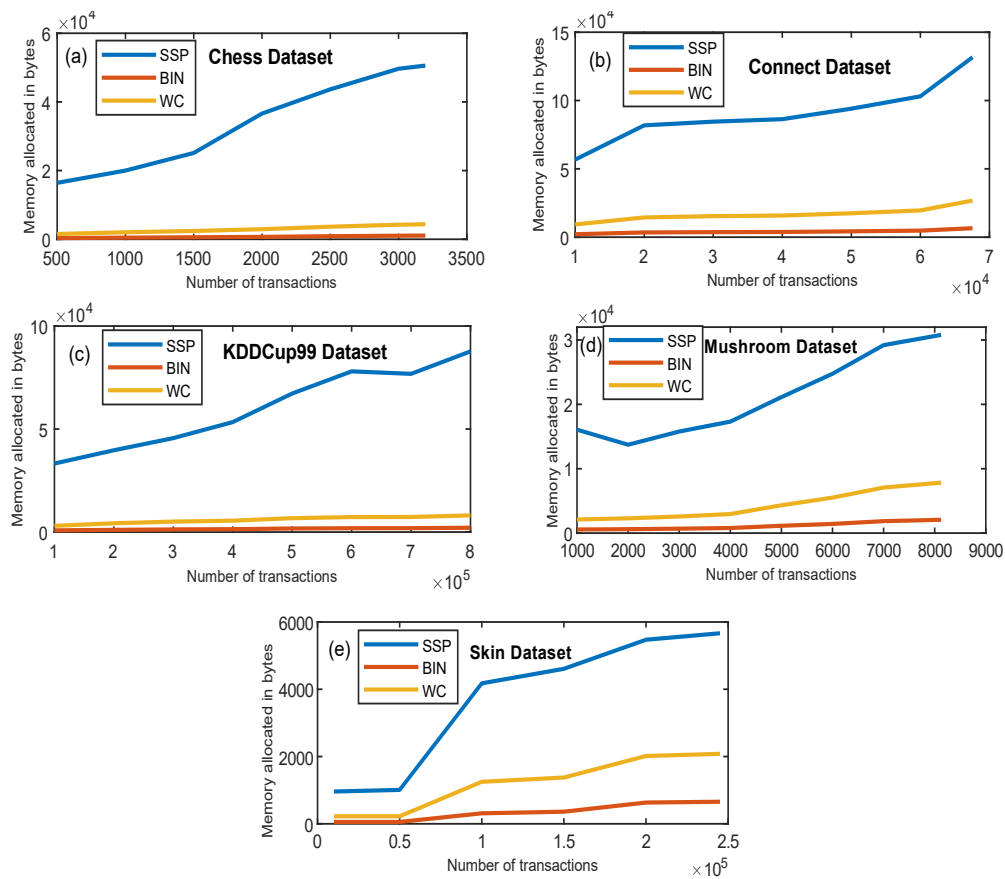 ×10⁴
6
4
2
0
(a)
Chess Dataset
SSP
BIN
WC
Memory allocated in bytes
500 1000 1500 2000 2500 3000 3500
Number of transactions
×10⁴
15
10
5
0
(b)
Connect Dataset
SSP
BIN
WC
Memory allocated in bytes
1 2 3 4 5 6 7
Number of transactions
×10⁴
×10⁴
10
5
0
(c)
KDDCup99 Dataset
SSP
BIN
WC
Memory allocated in bytes
1 2 3 4 5 6 7 8
Number of transactions
×10⁵
×10⁴
3
2
1
0
(d)
Mushroom Dataset
SSP
BIN
WC
Memory allocated in bytes
1000 2000 3000 4000 5000 6000 7000 8000 9000
Number of transactions
6000
4000
2000
0
(e)
Skin Dataset
SSP
BIN
WC
Memory allocated in bytes
0 0.5 1 1.5 2 2.5
Number of transactions
×10⁵